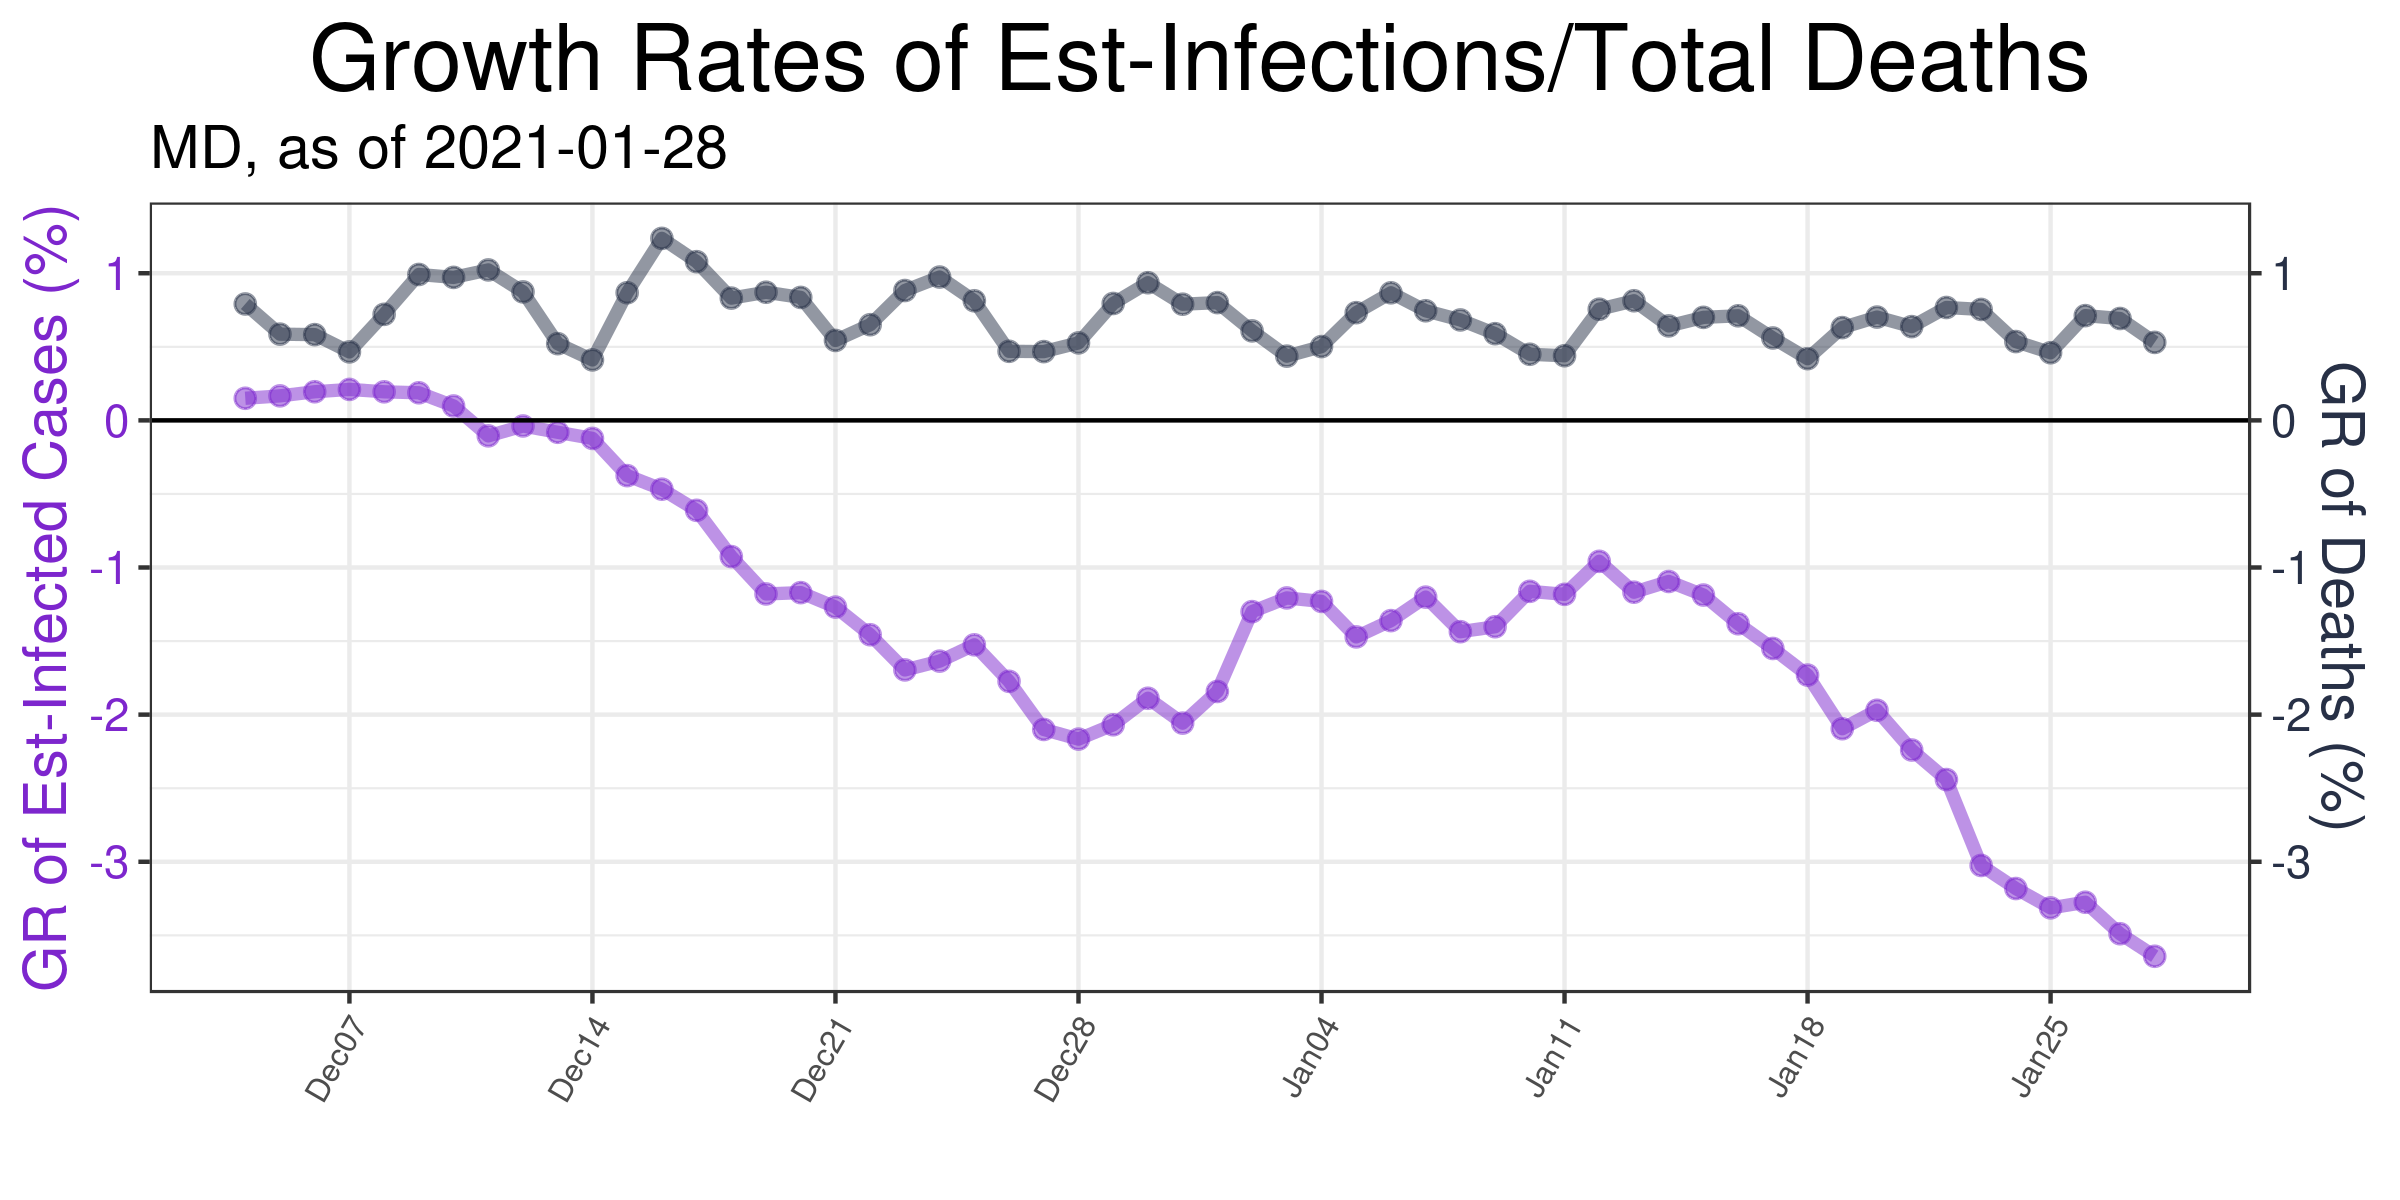 Growth Rates of Est-Infections/Total Deaths
MD, as of 2021-01-28
GR of Est-Infected Cases (%)
1
0
-1
-2
-3
1
0
-1
-2
-3
GR of Deaths (%)
Dec07
Dec14
Dec21
Dec28
Jan04
Jan11
Jan18
Jan25